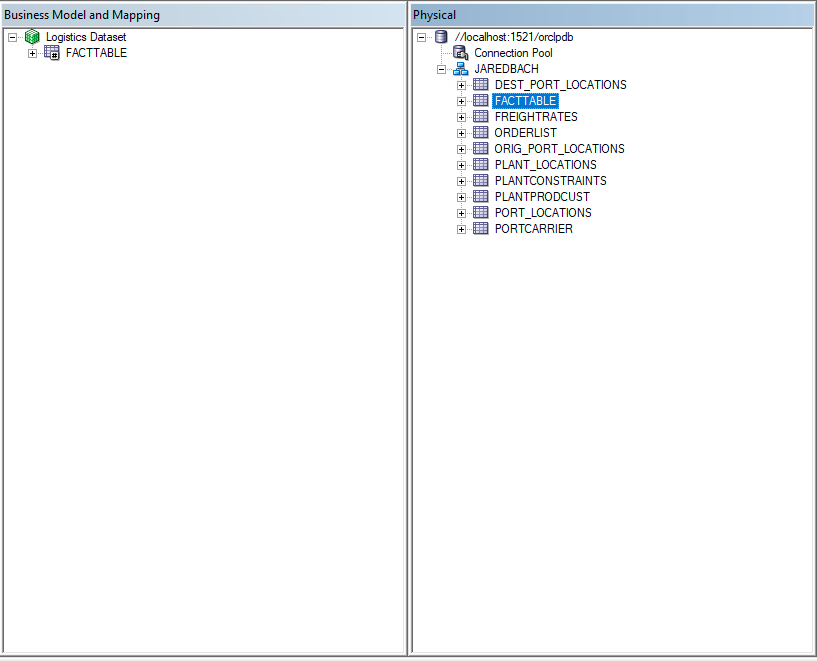 Business Model and Mapping
Logistics Dataset
FACTTABLE
Physical
//localhost:1521/orclpdb
Connection Pool
JAREDBACH
DEST_PORT_LOCATIONS
FACTTABLE
FREIGHTRATES
ORDERLIST
ORIG_PORT_LOCATIONS
PLANT_LOCATIONS
PLANTCONSTRAINTS
PLANTPRODCUST
PORT_LOCATIONS
PORTCARRIER